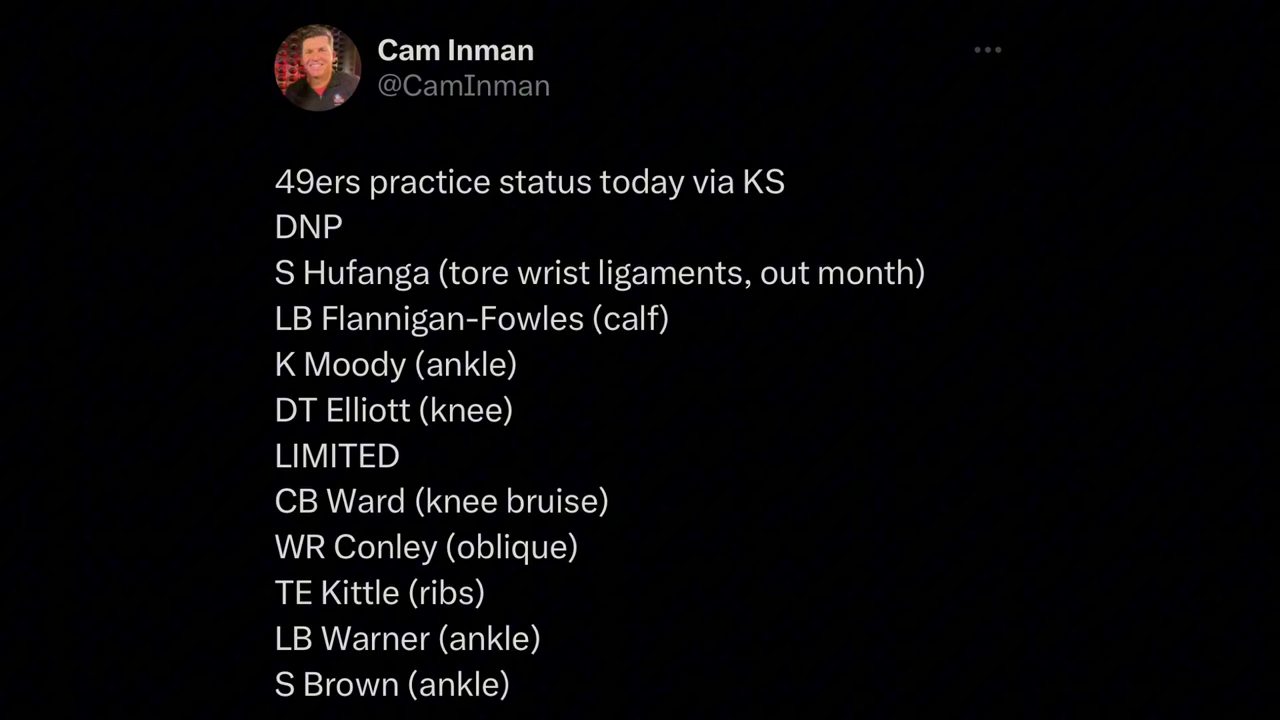 Cam Inman
@CamInman
49ers practice status today via KS
DNP
S Hufanga (tore wrist ligaments, out month)
LB Flannigan-Fowles (calf)
K Moody (ankle)
DT Elliott (knee)
LIMITED
CB Ward (knee bruise)
WR Conley (oblique)
TE Kittle (ribs)
LB Warner (ankle)
S Brown (ankle)